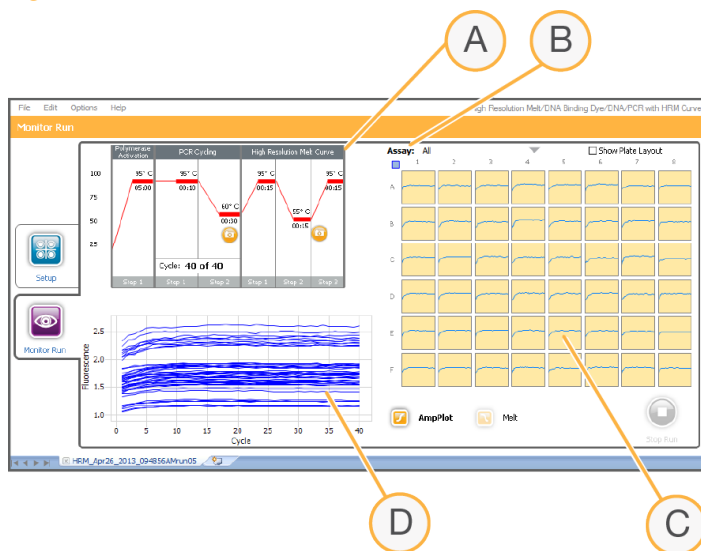 A
B
File Edit Options Help
igh Resolution Melt/DNA Binding Dye/DNA/PCR with HRM Curve
Monitor Run
Polymerase Activation
PCR Cycling
High Resolution Melt Curve
100
75
50
25
95° C
05:00
95° C
00:10
60° C
00:30
95° C
00:15
55° C
00:15
95° C
00:15
Cycle: 40 of 40
Step 1
Step 1
Step 2
Step 1
Step 2
Step 3
Assay: All
Show Plate Layout
1 2 3 4 5 6 7 8
A
B
C
D
E
F
Setup
Monitor Run
Fluorescence
2.5
2.0
1.5
1.0
0 5 10 15 20 25 30 35 40
Cycle
AmpPlot
Melt
Stop Run
HRM_Apr26_2013_094856AMrun05
D
C